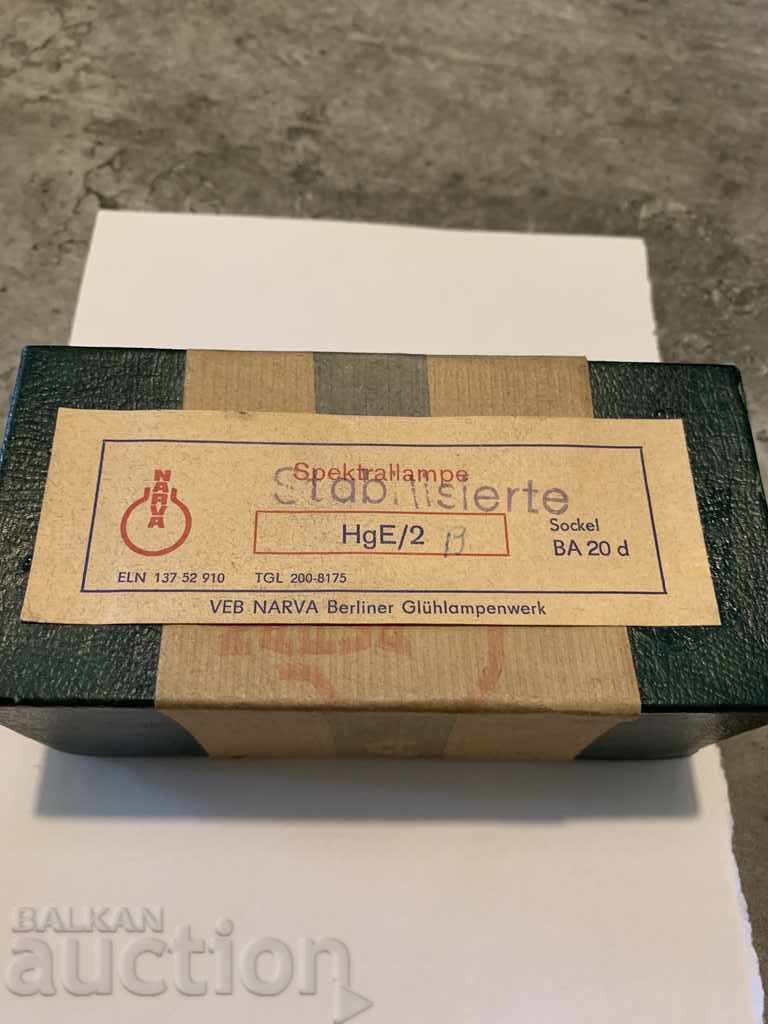 NARVA
Spektrallampe
Stabilisierte
HgE/2
Sockel
BA 20 d
ELN 137 52 910 TGL 200-8175
VEB NARVA Berliner Glühlampenwerk
BALKAN
auction